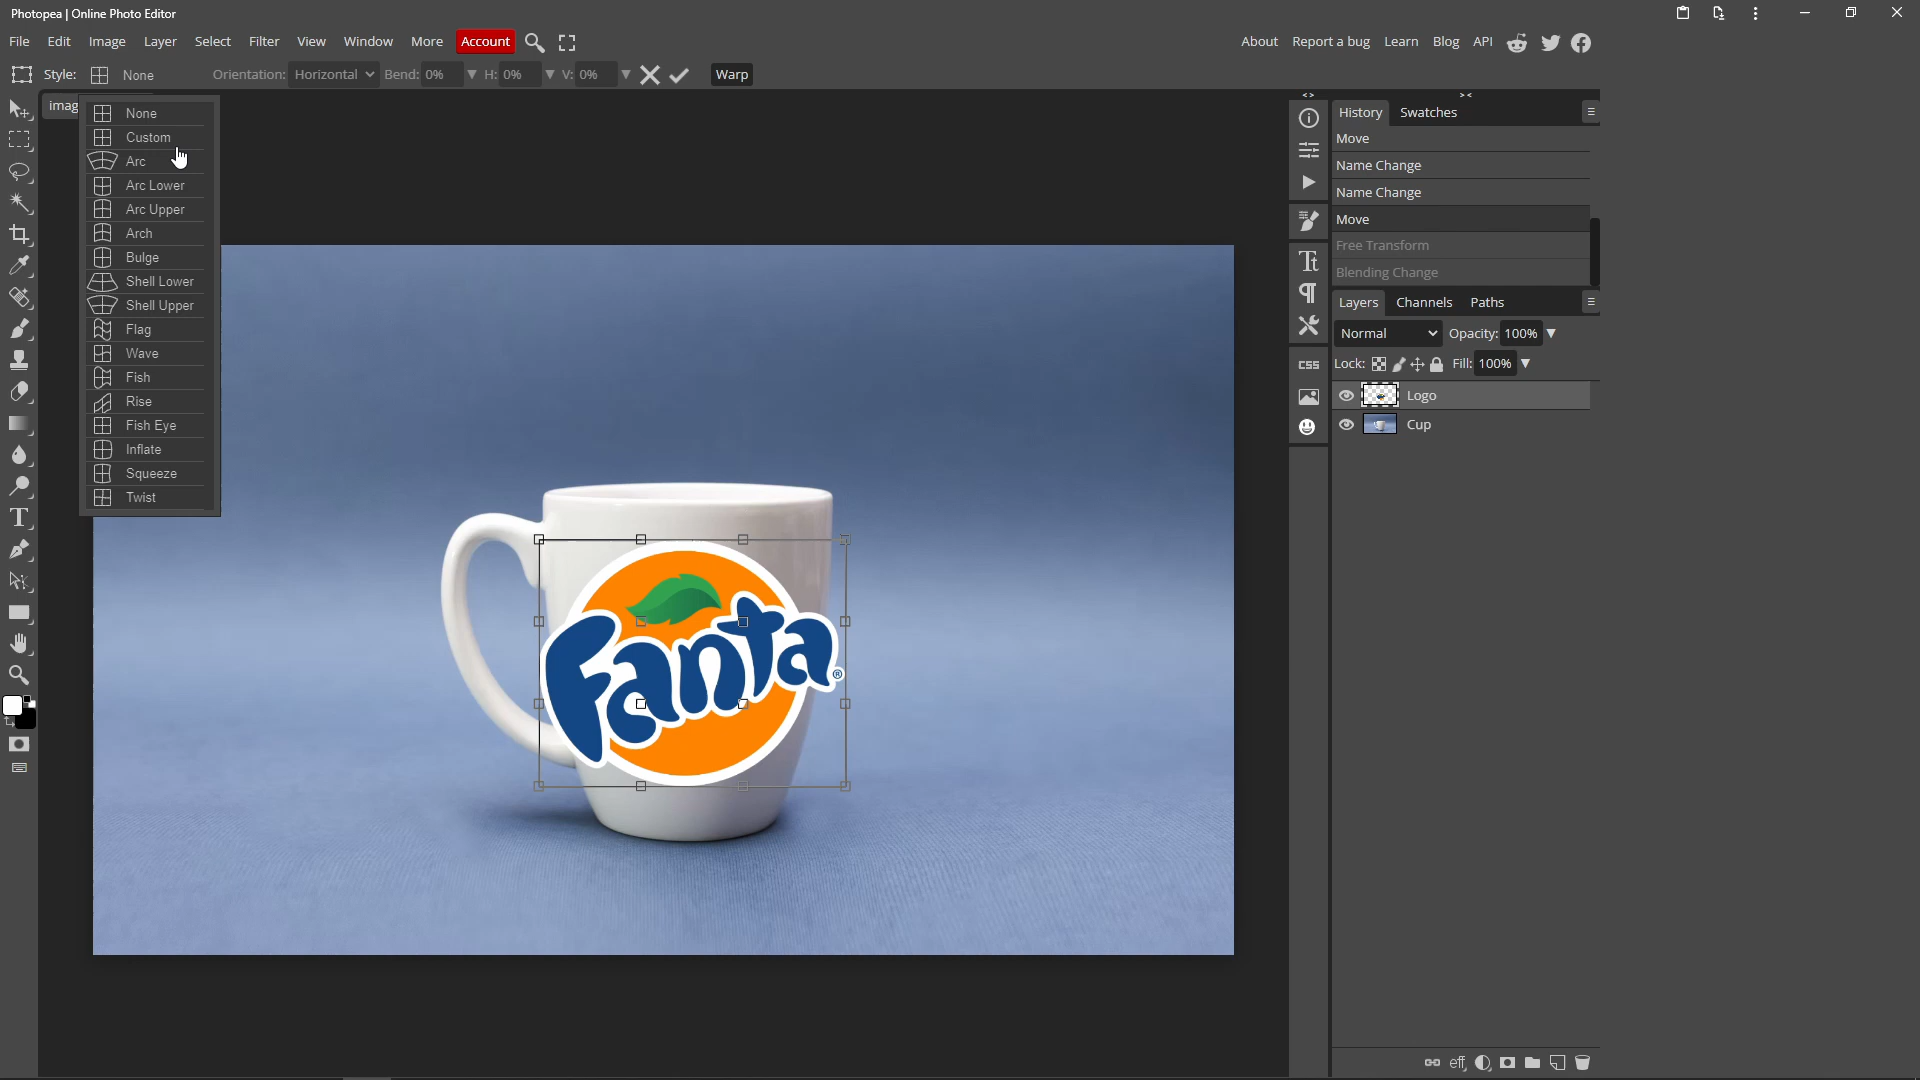 Photopea | Online Photo Editor
File Edit Image Layer Select Filter View Window More Account About Report a bug Learn Blog API
Style: None Orientation: Horizontal Bend: 0% H: 0% V: 0% Warp
imag
None
Custom
Arc
Arc Lower
Arc Upper
Arch
Bulge
Shell Lower
Shell Upper
Flag
Wave
Fish
Rise
Fish Eye
Inflate
Squeeze
Twist
Fanta®
CSS
History Swatches
Move
Name Change
Name Change
Move
Free Transform
Blending Change
Layers Channels Paths
Normal Opacity: 100%
Lock: Fill: 100%
Logo
Cup
eff